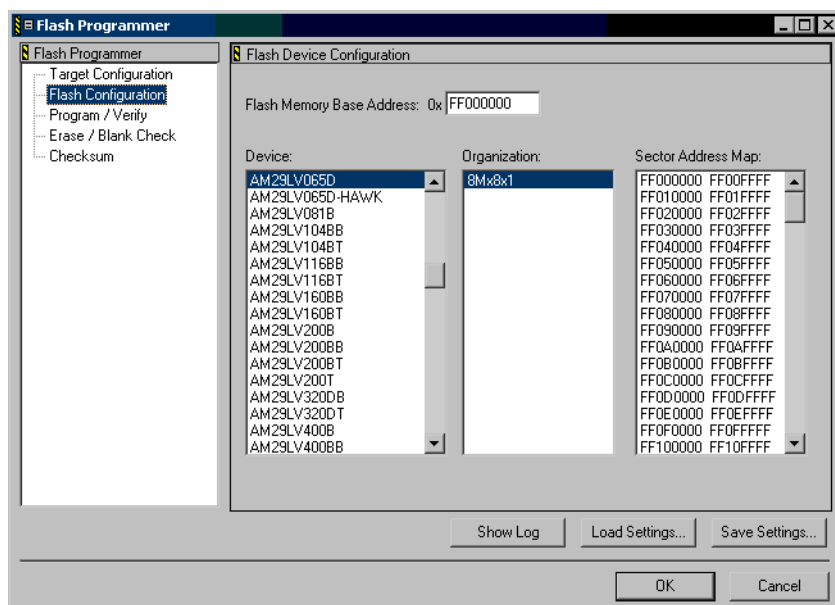 Flash Programmer
Flash Programmer
Target Configuration
Flash Configuration
Program / Verify
Erase / Blank Check
Checksum
Flash Device Configuration
Flash Memory Base Address: 0x FF000000
Device:
AM29LV065D
AM29LV065D-HAWK
AM29LV081B
AM29LV104BB
AM29LV104BT
AM29LV116BB
AM29LV116BT
AM29LV160BB
AM29LV160BT
AM29LV200B
AM29LV200BB
AM29LV200BT
AM29LV200T
AM29LV320DB
AM29LV320DT
AM29LV400B
AM29LV400BB
Organization:
8Mx8x1
Sector Address Map:
FF000000 FF00FFFF
FF010000 FF01FFFF
FF020000 FF02FFFF
FF030000 FF03FFFF
FF040000 FF04FFFF
FF050000 FF05FFFF
FF060000 FF06FFFF
FF070000 FF07FFFF
FF080000 FF08FFFF
FF090000 FF09FFFF
FF0A0000 FF0AFFFF
FF0B0000 FF0BFFFF
FF0C0000 FF0CFFFF
FF0D0000 FF0DFFFF
FF0E0000 FF0EFFFF
FF0F0000 FF0FFFFF
FF100000 FF10FFFF
Show Log
Load Settings...
Save Settings...
OK
Cancel